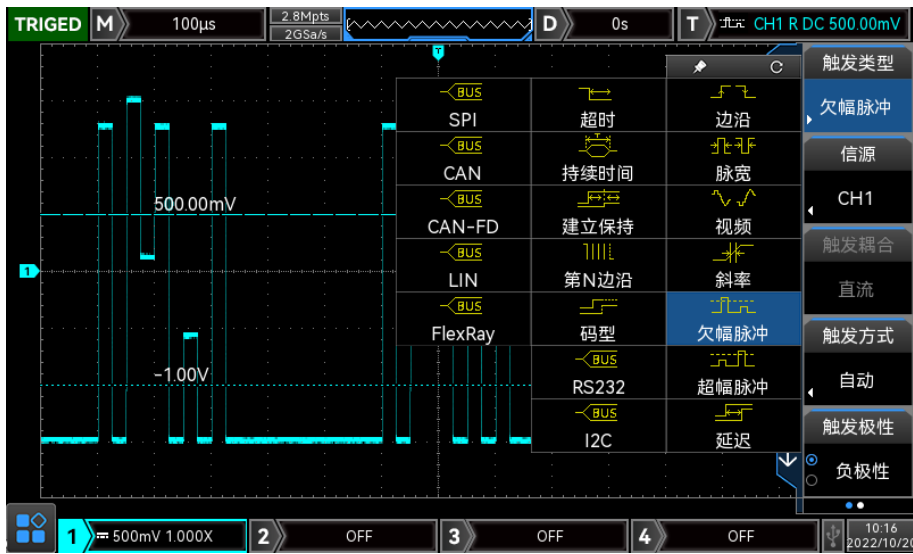 TRIGED
M
100μs
2.8Mpts
2GSa/s
D
0s
T
CH1 R DC 500.00mV
T
BUS
SPI
超时
边沿
BUS
CAN
持续时间
脉宽
BUS
CAN-FD
建立保持
视频
BUS
LIN
第N边沿
斜率
BUS
FlexRay
码型
欠幅脉冲
BUS
RS232
超幅脉冲
BUS
I2C
延迟
500.00mV
1
-1.00V
触发类型
欠幅脉冲
信源
CH1
触发耦合
直流
触发方式
自动
触发极性
负极性
1
500mV 1.000X
2
OFF
3
OFF
4
OFF
10:16
2022/10/20